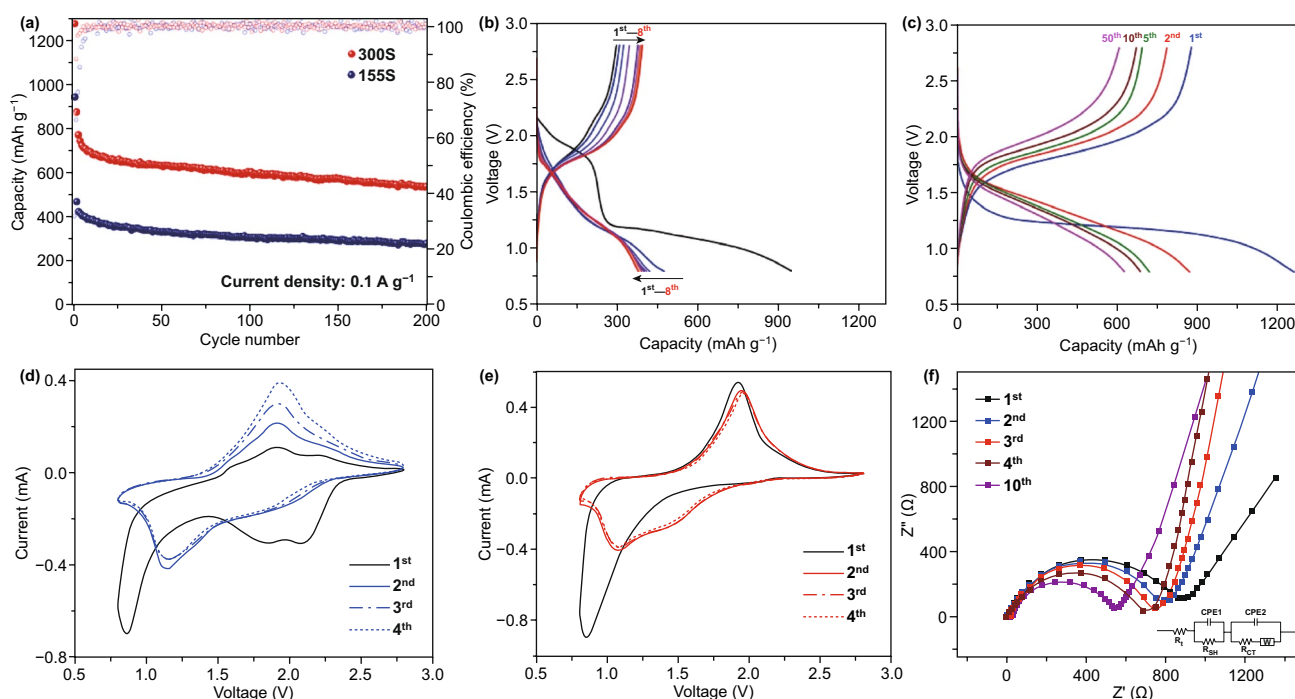 (a)
1200
1000
800
600
400
200
0
Capacity (mAh g⁻¹)
300S
155S
Current density: 0.1 A g⁻¹
0
50
100
150
200
Cycle number
100
80
60
40
20
0
Coulombic efficiency (%)
(b)
1ˢᵗ—8ᵗʰ
3.0
2.5
2.0
1.5
1.0
0.5
Voltage (V)
1ˢᵗ—8ᵗʰ
0
300
600
900
1200
Capacity (mAh g⁻¹)
(c)
50ᵗʰ 10ᵗʰ 5ᵗʰ 2ⁿᵈ 1ˢᵗ
3.0
2.5
2.0
1.5
1.0
0.5
Voltage (V)
0
300
600
900
1200
Capacity (mAh g⁻¹)
(d)
0.4
0.0
−0.4
−0.8
Current (mA)
1ˢᵗ
2ⁿᵈ
3ʳᵈ
4ᵗʰ
0.5
1.0
1.5
2.0
2.5
3.0
Voltage (V)
(e)
0.4
0.0
−0.4
−0.8
Current (mA)
1ˢᵗ
2ⁿᵈ
3ʳᵈ
4ᵗʰ
0.5
1.0
1.5
2.0
2.5
3.0
Voltage (V)
(f)
1200
800
400
0
Z" (Ω)
1ˢᵗ
2ⁿᵈ
3ʳᵈ
4ᵗʰ
10ᵗʰ
CPE1
CPE2
R_SH
R_CT
W
0
400
800
1200
Z' (Ω)